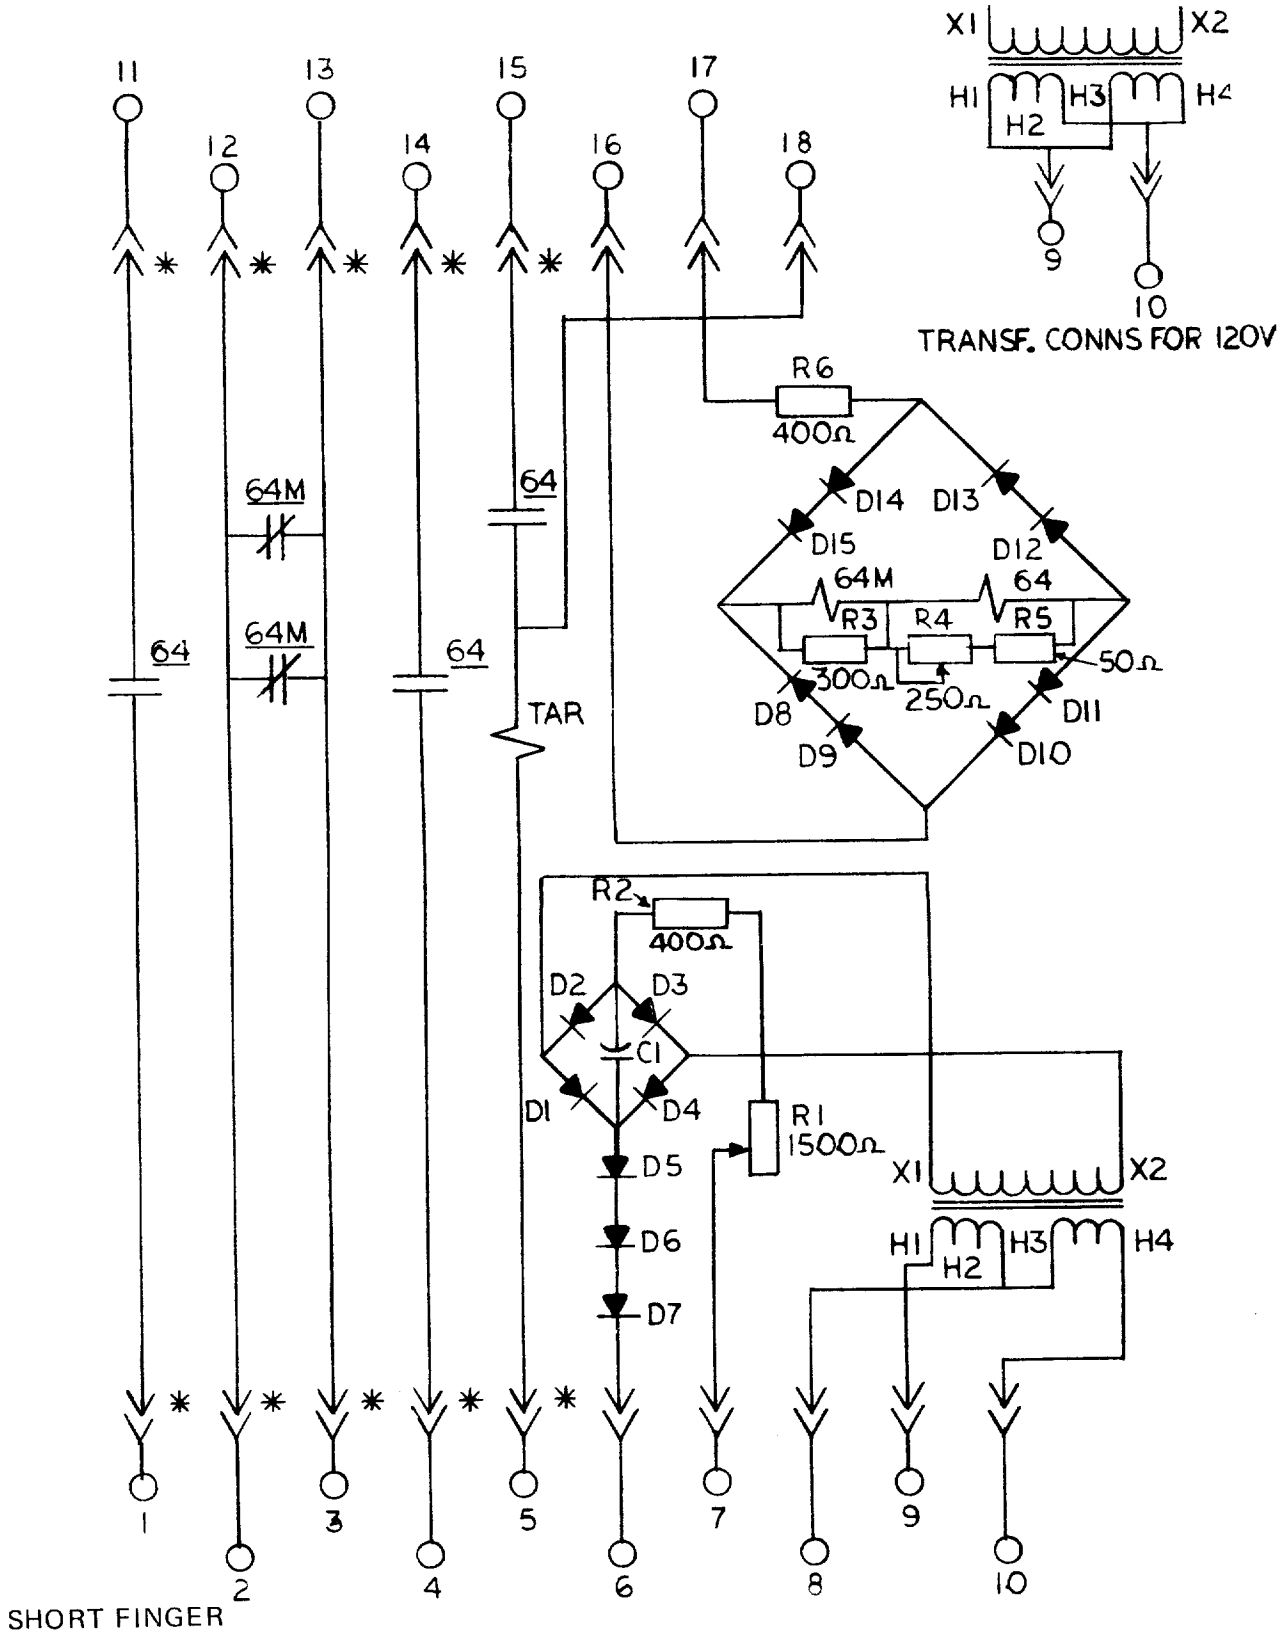 X1 X2
11 13 15 17
H1 H3 H4
H2
12 14 16 18
9
* * * * *
10
TRANSF. CONNS FOR 120V
R6
400Ω
64
64M
D14 D13
D15 D12
64M 64
R3 R4 R5
64M
64 64
300Ω 250Ω 50Ω
TAR
D8 D11
D9 D10
R2
400Ω
D2 D3
C1
D1 D4
R1
1500Ω
D5
X1 X2
D6
H1 H3 H4
H2
D7
* * * * *
1 3 5 7 9
2 4 6 8 10
SHORT FINGER